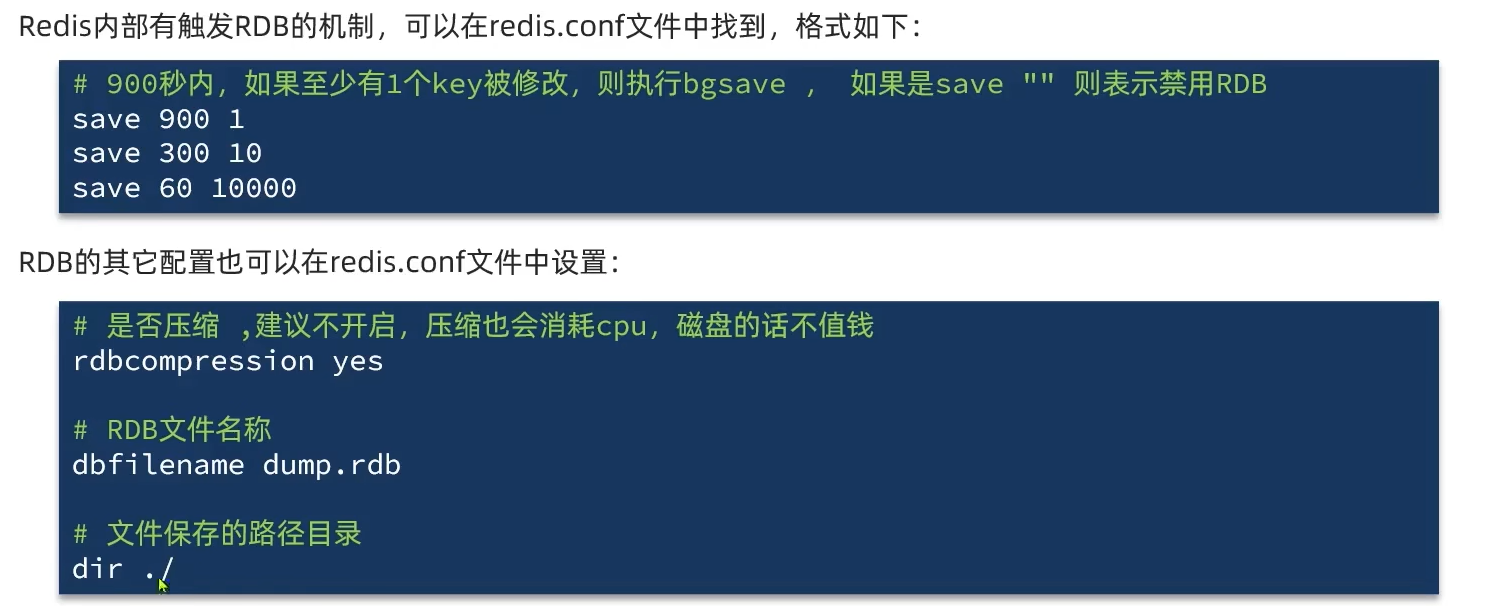 Redis内部有触发RDB的机制，可以在redis.conf文件中找到，格式如下：
# 900秒内，如果至少有1个key被修改，则执行bgsave ， 如果是save "" 则表示禁用RDB
save 900 1
save 300 10
save 60 10000
RDB的其它配置也可以在redis.conf文件中设置：
# 是否压缩 ,建议不开启，压缩也会消耗cpu，磁盘的话不值钱
rdbcompression yes
# RDB文件名称
dbfilename dump.rdb
# 文件保存的路径目录
dir ./